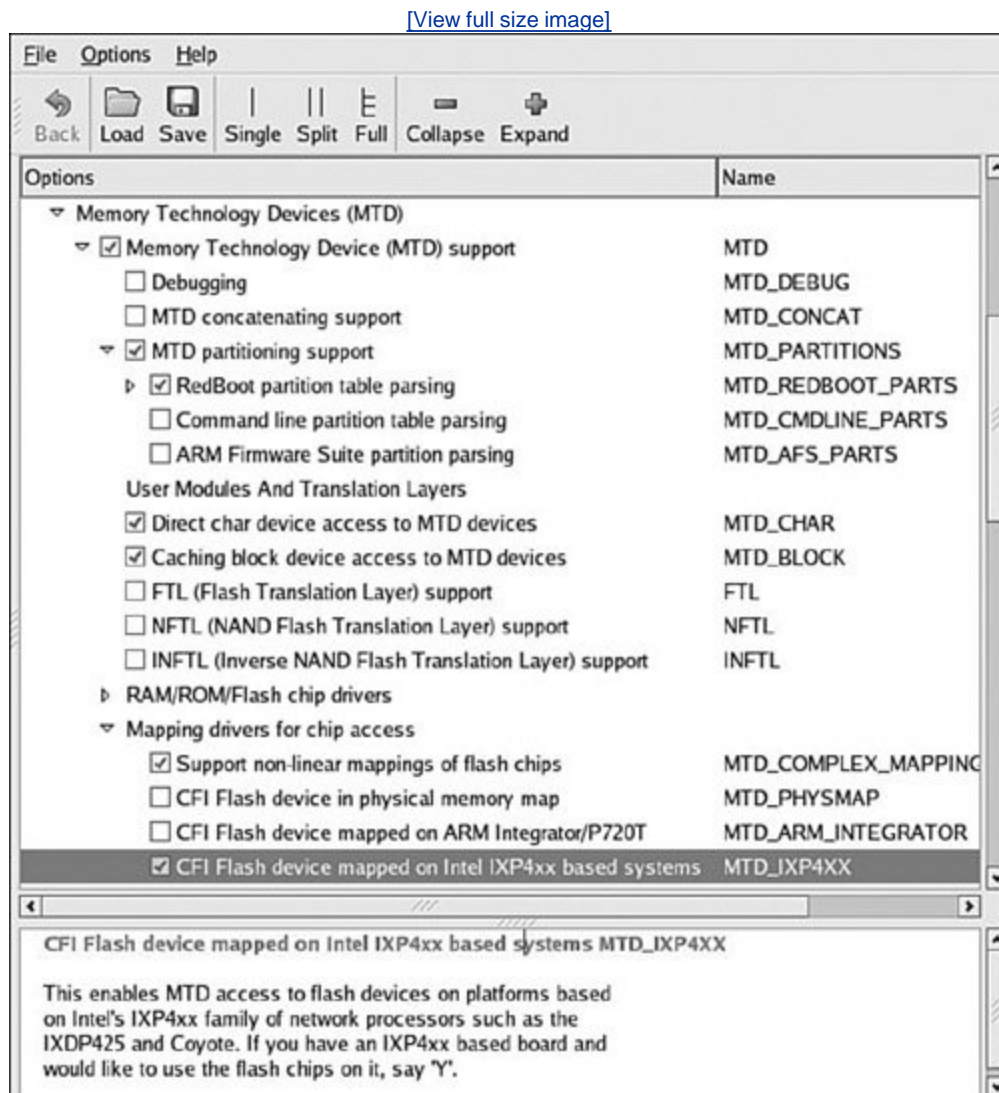 [View full size image]
File Options Help
Back Load Save Single Split Full Collapse Expand
Options Name
Memory Technology Devices (MTD)
Memory Technology Device (MTD) support MTD
Debugging MTD_DEBUG
MTD concatenating support MTD_CONCAT
MTD partitioning support MTD_PARTITIONS
RedBoot partition table parsing MTD_REDBOOT_PARTS
Command line partition table parsing MTD_CMDLINE_PARTS
ARM Firmware Suite partition parsing MTD_AFS_PARTS
User Modules And Translation Layers
Direct char device access to MTD devices MTD_CHAR
Caching block device access to MTD devices MTD_BLOCK
FTL (Flash Translation Layer) support FTL
NFTL (NAND Flash Translation Layer) support NFTL
INFTL (Inverse NAND Flash Translation Layer) support INFTL
RAM/ROM/Flash chip drivers
Mapping drivers for chip access
Support non-linear mappings of flash chips MTD_COMPLEX_MAPPING
CFI Flash device in physical memory map MTD_PHYSMAP
CFI Flash device mapped on ARM Integrator/P720T MTD_ARM_INTEGRATOR
CFI Flash device mapped on Intel IXP4xx based systems MTD_IXP4XX
CFI Flash device mapped on Intel IXP4xx based systems MTD_IXP4XX
This enables MTD access to flash devices on platforms based
on Intel's IXP4xx family of network processors such as the
IXDP425 and Coyote. If you have an IXP4xx based board and
would like to use the flash chips on it, say 'Y'.